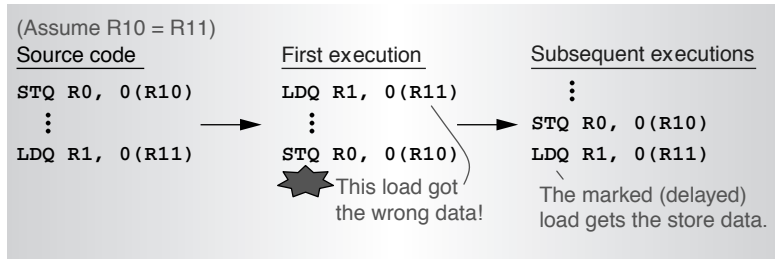 (Assume R10 = R11)
Source code
STQ R0, 0(R10)
LDQ R1, 0(R11)
First execution
LDQ R1, 0(R11)
STQ R0, 0(R10)
This load got
the wrong data!
Subsequent executions
STQ R0, 0(R10)
LDQ R1, 0(R11)
The marked (delayed)
load gets the store data.